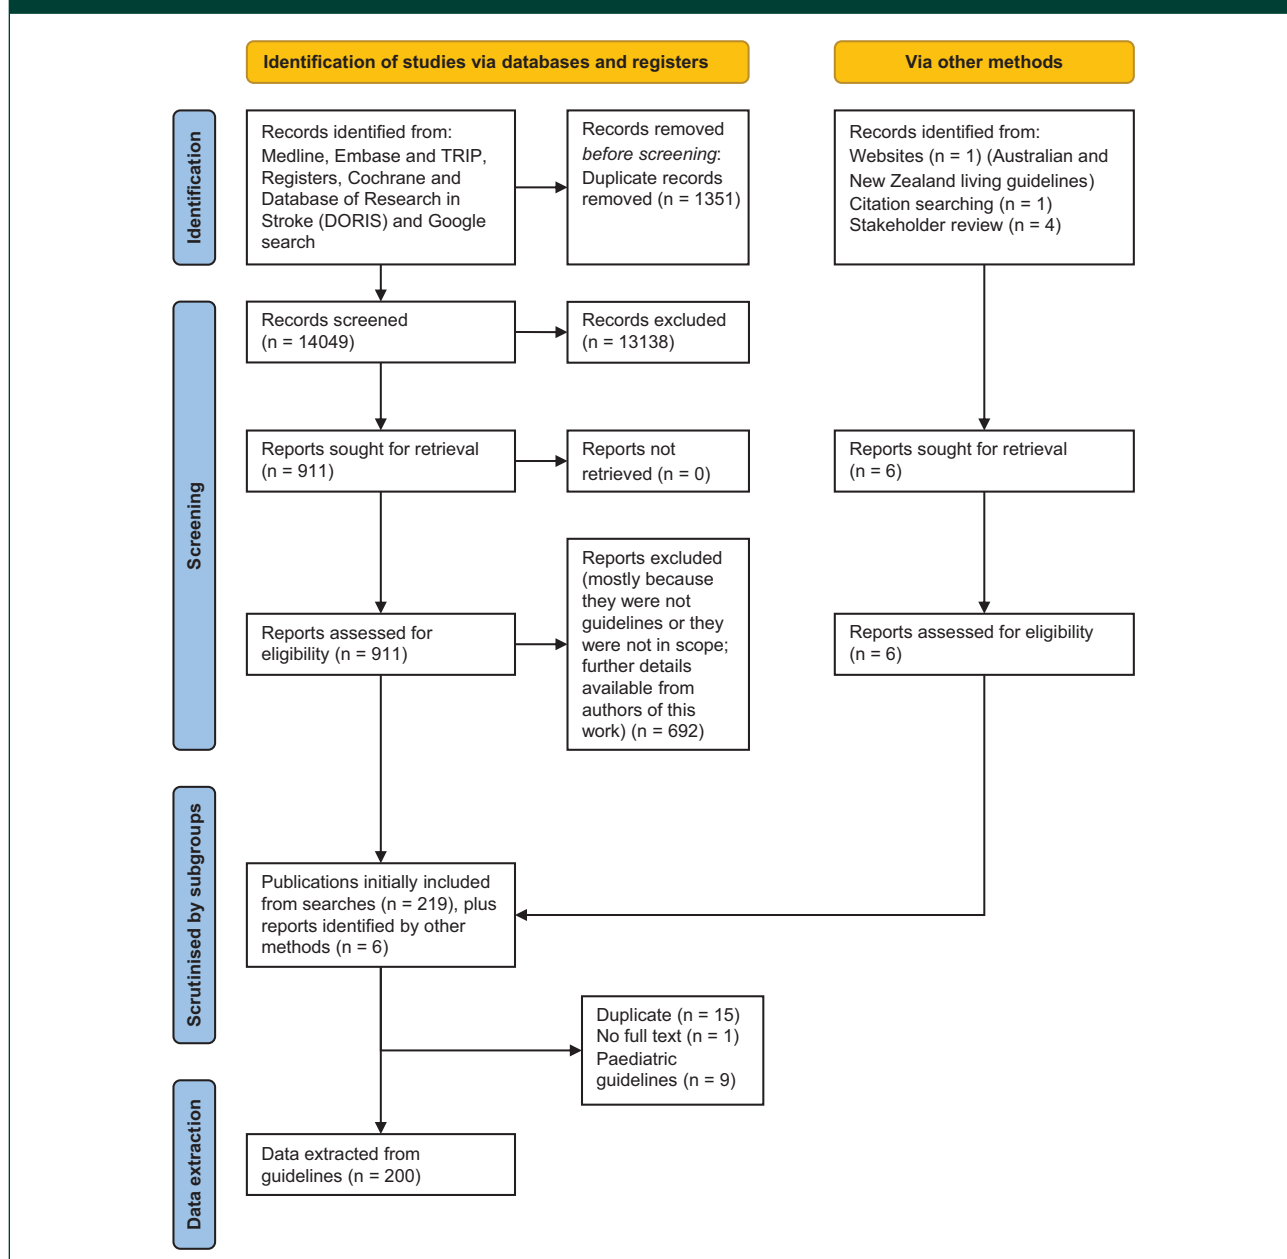 Identification of studies via databases and registers
Via other methods
Identification
Records identified from:
Medline, Embase and TRIP,
Registers, Cochrane and
Database of Research in
Stroke (DORIS) and Google
search
Records removed
before screening:
Duplicate records
removed (n = 1351)
Records identified from:
Websites (n = 1) (Australian and
New Zealand living guidelines)
Citation searching (n = 1)
Stakeholder review (n = 4)
Screening
Records screened
(n = 14049)
Records excluded
(n = 13138)
Reports sought for retrieval
(n = 911)
Reports not
retrieved (n = 0)
Reports sought for retrieval
(n = 6)
Reports assessed for
eligibility (n = 911)
Reports excluded
(mostly because
they were not
guidelines or they
were not in scope;
further details
available from
authors of this
work) (n = 692)
Reports assessed for eligibility
(n = 6)
Scrutinised by subgroups
Publications initially included
from searches (n = 219), plus
reports identified by other
methods (n = 6)
Duplicate (n = 15)
No full text (n = 1)
Paediatric
guidelines (n = 9)
Data extraction
Data extracted from
guidelines (n = 200)